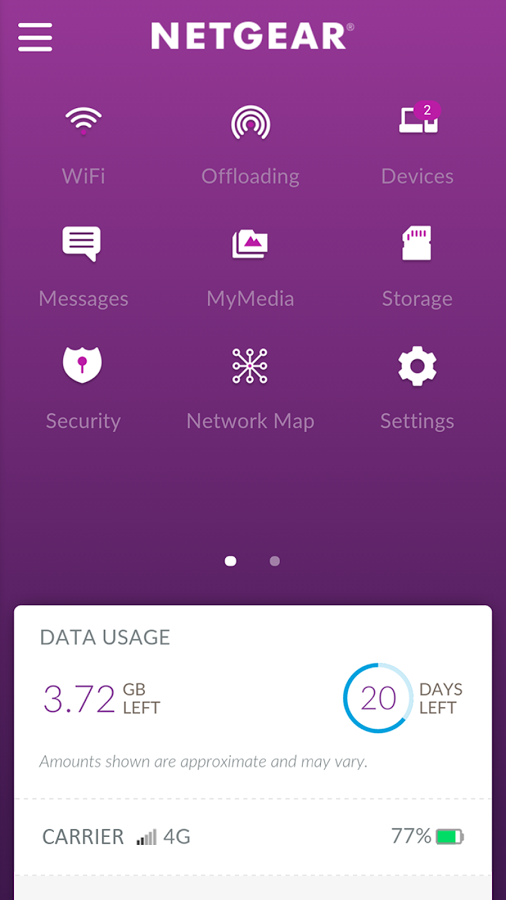 NETGEAR®
2
WiFi Offloading Devices
Messages MyMedia Storage
Security Network Map Settings
DATA USAGE
3.72 GB LEFT 20 DAYS LEFT
Amounts shown are approximate and may vary.
CARRIER 4G 77%